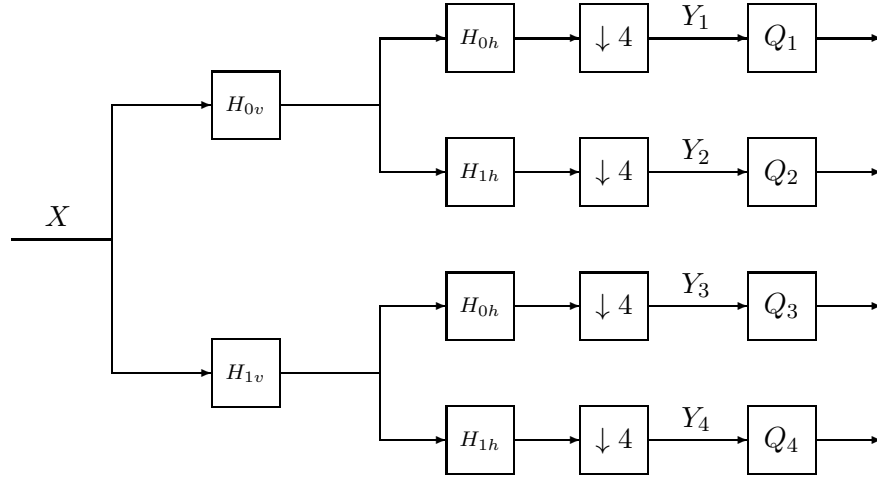 H₀ₕ ↓ 4 Y₁ Q₁
H₀ᵥ
H₁ₕ ↓ 4 Y₂ Q₂
X
H₀ₕ ↓ 4 Y₃ Q₃
H₁ᵥ
H₁ₕ ↓ 4 Y₄ Q₄